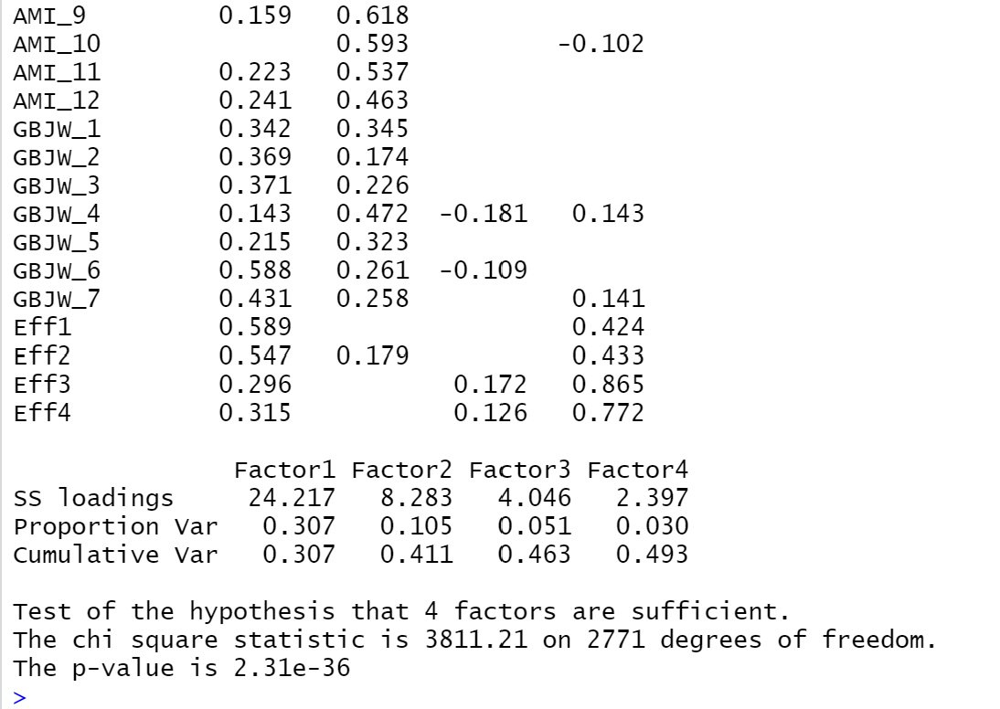 AMI_9 0.159 0.618
AMI_10 0.593 -0.102
AMI_11 0.223 0.537
AMI_12 0.241 0.463
GBJW_1 0.342 0.345
GBJW_2 0.369 0.174
GBJW_3 0.371 0.226
GBJW_4 0.143 0.472 -0.181 0.143
GBJW_5 0.215 0.323
GBJW_6 0.588 0.261 -0.109
GBJW_7 0.431 0.258 0.141
Eff1 0.589 0.424
Eff2 0.547 0.179 0.433
Eff3 0.296 0.172 0.865
Eff4 0.315 0.126 0.772
Factor1 Factor2 Factor3 Factor4
SS loadings 24.217 8.283 4.046 2.397
Proportion Var 0.307 0.105 0.051 0.030
Cumulative Var 0.307 0.411 0.463 0.493
Test of the hypothesis that 4 factors are sufficient.
The chi square statistic is 3811.21 on 2771 degrees of freedom.
The p-value is 2.31e-36
>